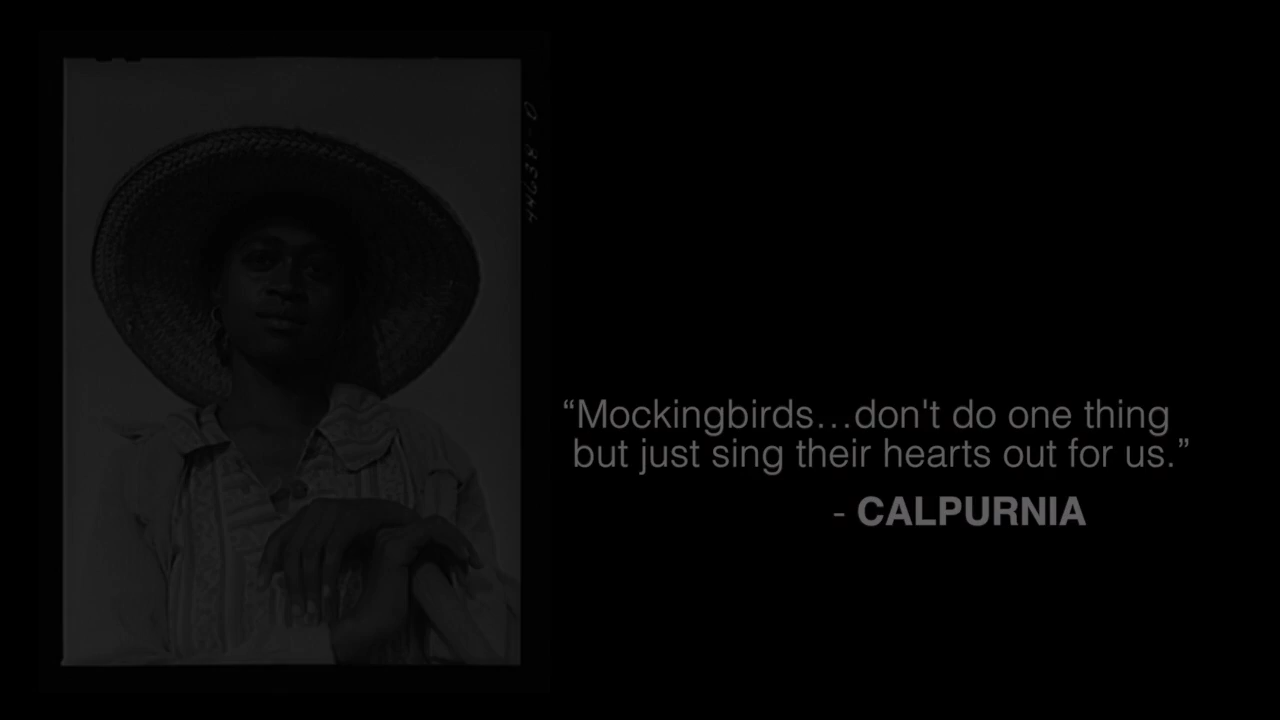 “Mockingbirds…don't do one thing
but just sing their hearts out for us.”
- CALPURNIA